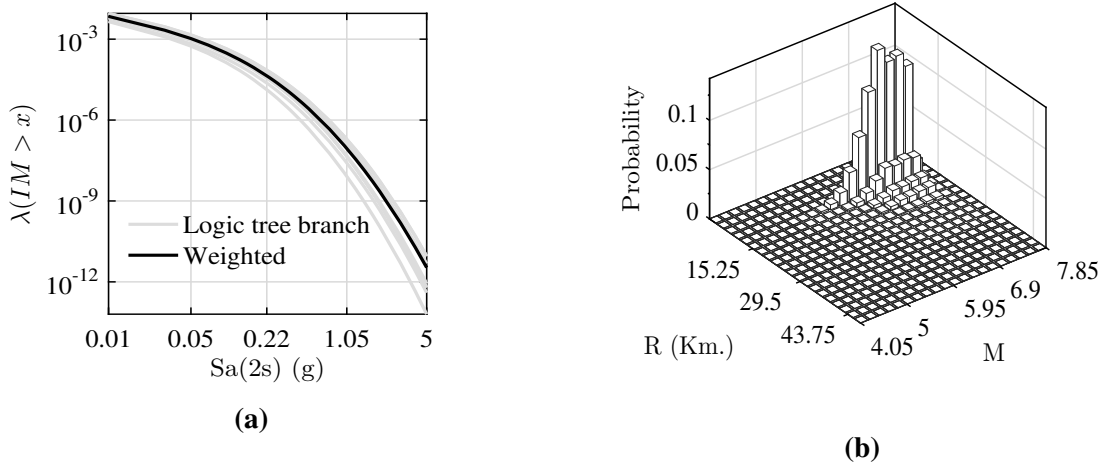 10^-3
10^-6
10^-9
10^-12
λ(IM > x)
Logic tree branch
Weighted
0.01 0.05 0.22 1.05 5
Sa(2s) (g)
(a)
0.1
0.05
0
Probability
15.25
29.5
43.75
R (Km.)
4.05
5
5.95
6.9
7.85
M
(b)